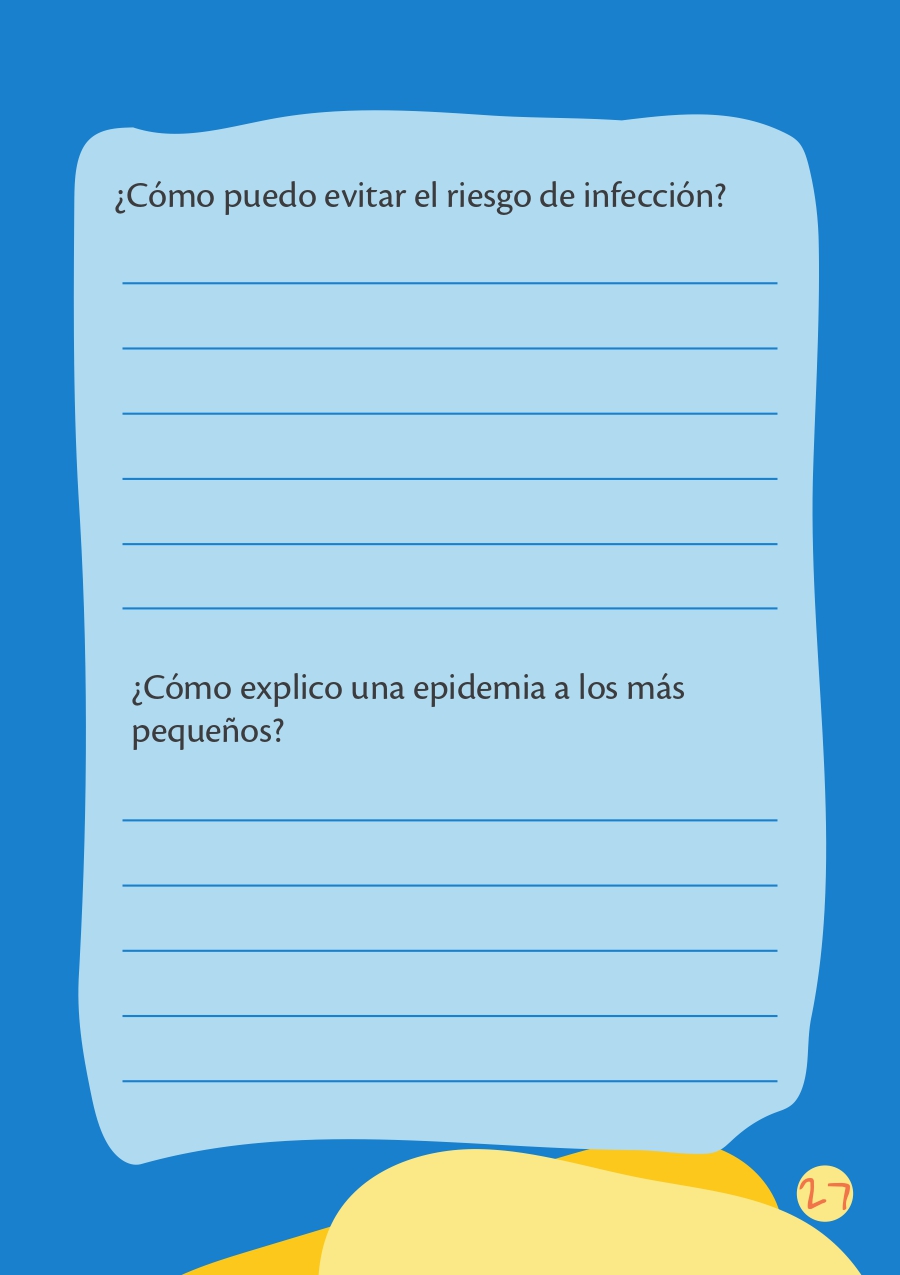 ¿Cómo puedo evitar el riesgo de infección?
¿Cómo explico una epidemia a los más
pequeños?
27